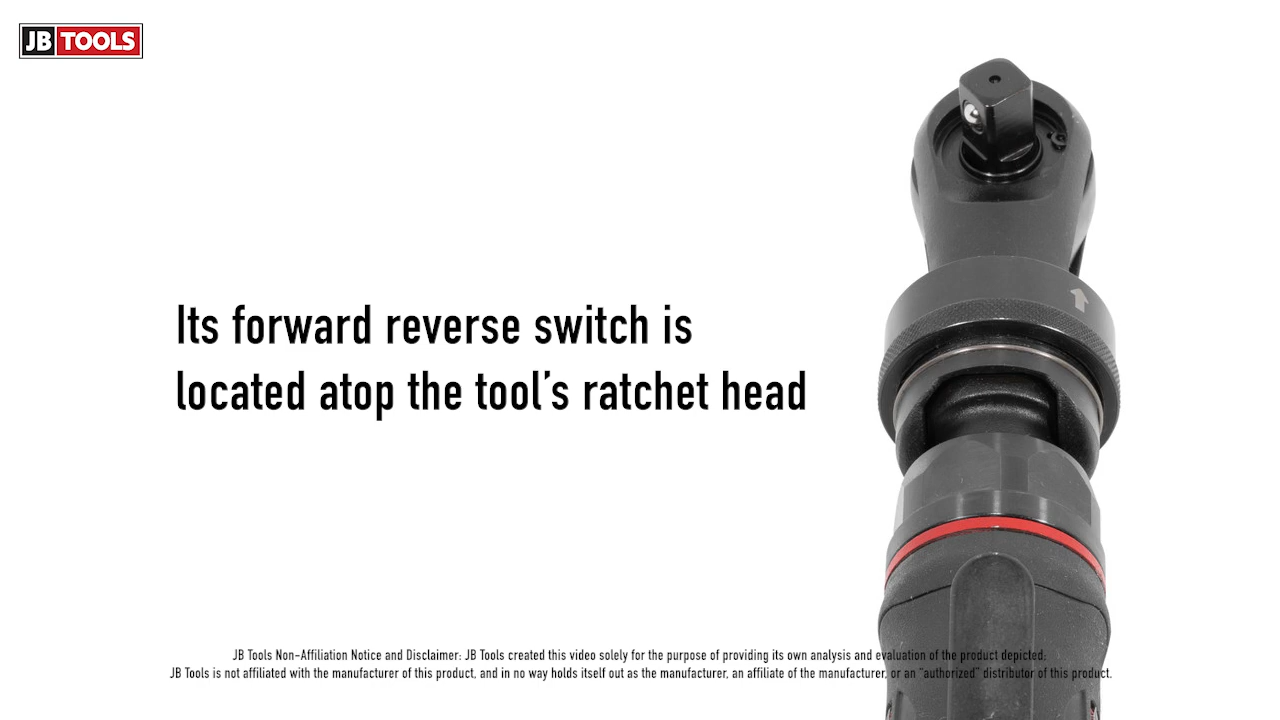 JB TOOLS
Its forward reverse switch is
located atop the tool's ratchet head
JB Tools Non-Affiliation Notice and Disclaimer: JB Tools created this video solely for the purpose of providing its own analysis and evaluation of the product depicted;
JB Tools is not affiliated with the manufacturer of this product, and in no way holds itself out as the manufacturer, an affiliate of the manufacturer, or an "authorized" distributor of this product.